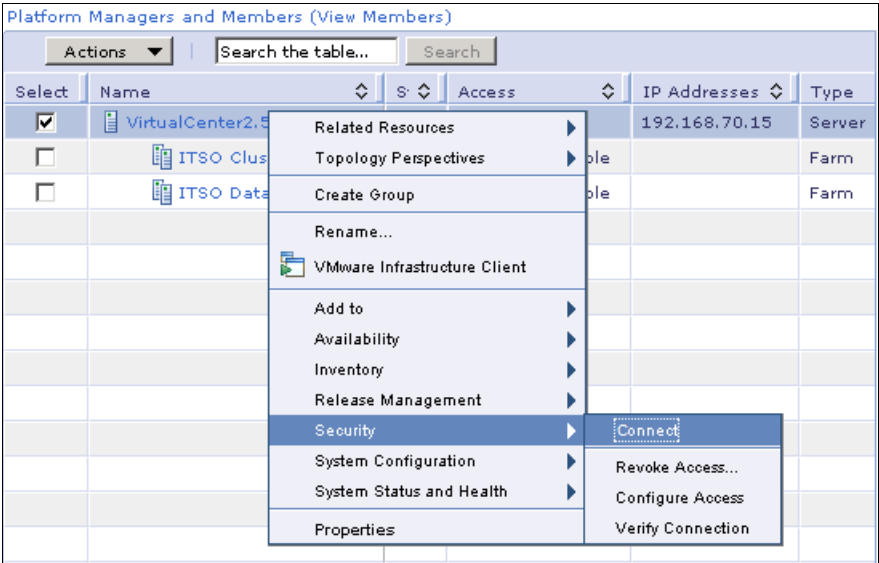 Platform Managers and Members (View Members)
Actions Search the table... Search
Select Name S Access IP Addresses Type
VirtualCenter2.5 192.168.70.15 Server
ITSO Clus ble Farm
ITSO Data ble Farm
Related Resources
Topology Perspectives
Create Group
Rename...
VMware Infrastructure Client
Add to
Availability
Inventory
Release Management
Security
System Configuration
System Status and Health
Properties
Connect
Revoke Access...
Configure Access
Verify Connection